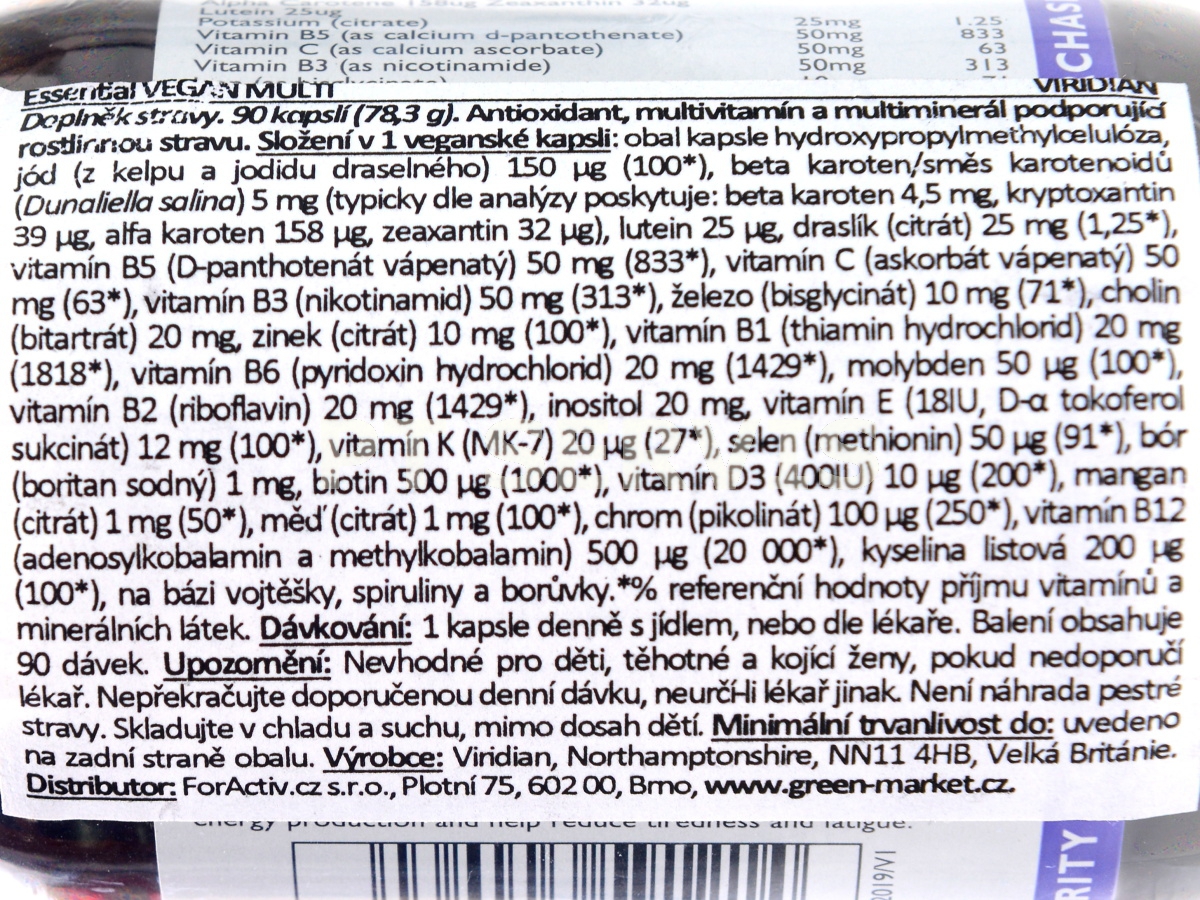 Alpha Carotene 158ug Zeaxanthin 32ug
Lutein 25ug
Potassium (citrate) 25mg 1.25
Vitamin B5 (as calcium d-pantothenate) 50mg 833
Vitamin C (as calcium ascorbate) 50mg 63
Vitamin B3 (as nicotinamide) 50mg 313
CHAS
Essential VEGAN MULTI VIRIDIAN
Doplněk stravy. 90 kapslí (78,3 g). Antioxidant, multivitamín a multiminerál podporující
rostlinnou stravu. Složení v 1 veganské kapsli: obal kapsle hydroxypropylmethylcelulóza,
jód (z kelpu a jodidu draselného) 150 µg (100*), beta karoten/směs karotenoidů
(Dunaliella salina) 5 mg (typicky dle analýzy poskytuje: beta karoten 4,5 mg, kryptoxantin
39 µg, alfa karoten 158 µg, zeaxantin 32 µg), lutein 25 µg, draslík (citrát) 25 mg (1,25*),
vitamín B5 (D-panthotenát vápenatý) 50 mg (833*), vitamín C (askorbát vápenatý) 50
mg (63*), vitamín B3 (nikotinamid) 50 mg (313*), železo (bisglycinát) 10 mg (71*), cholin
(bitartrát) 20 mg, zinek (citrát) 10 mg (100*), vitamín B1 (thiamin hydrochlorid) 20 mg
(1818*), vitamín B6 (pyridoxin hydrochlorid) 20 mg (1429*), molybden 50 µg (100*),
vitamín B2 (riboflavin) 20 mg (1429*), inositol 20 mg, vitamín E (18IU, D-α tokoferol
sukcinát) 12 mg (100*), vitamín K (MK-7) 20 µg (27*), selen (methionin) 50 µg (91*), bór
(boritan sodný) 1 mg, biotin 500 µg (1000*), vitamín D3 (400IU) 10 µg (200*), mangan
(citrát) 1 mg (50*), měď (citrát) 1 mg (100*), chrom (pikolinát) 100 µg (250*), vitamín B12
(adenosylkobalamin a methylkobalamin) 500 µg (20 000*), kyselina listová 200 µg
(100*), na bázi vojtěšky, spiruliny a borůvky.*% referenční hodnoty příjmu vitamínů a
minerálních látek. Dávkování: 1 kapsle denně s jídlem, nebo dle lékaře. Balení obsahuje
90 dávek. Upozornění: Nevhodné pro děti, těhotné a kojící ženy, pokud nedoporučí
lékař. Nepřekračujte doporučenou denní dávku, neurčí-li lékař jinak. Není náhrada pestré
stravy. Skladujte v chladu a suchu, mimo dosah dětí. Minimální trvanlivost do: uvedeno
na zadní straně obalu. Výrobce: Viridian, Northamptonshire, NN11 4HB, Velká Británie.
Distributor: ForActiv.cz s.r.o., Plotní 75, 602 00, Brno, www.green-market.cz.
energy production and help reduce tiredness and fatigue.
2019/V1
RITY